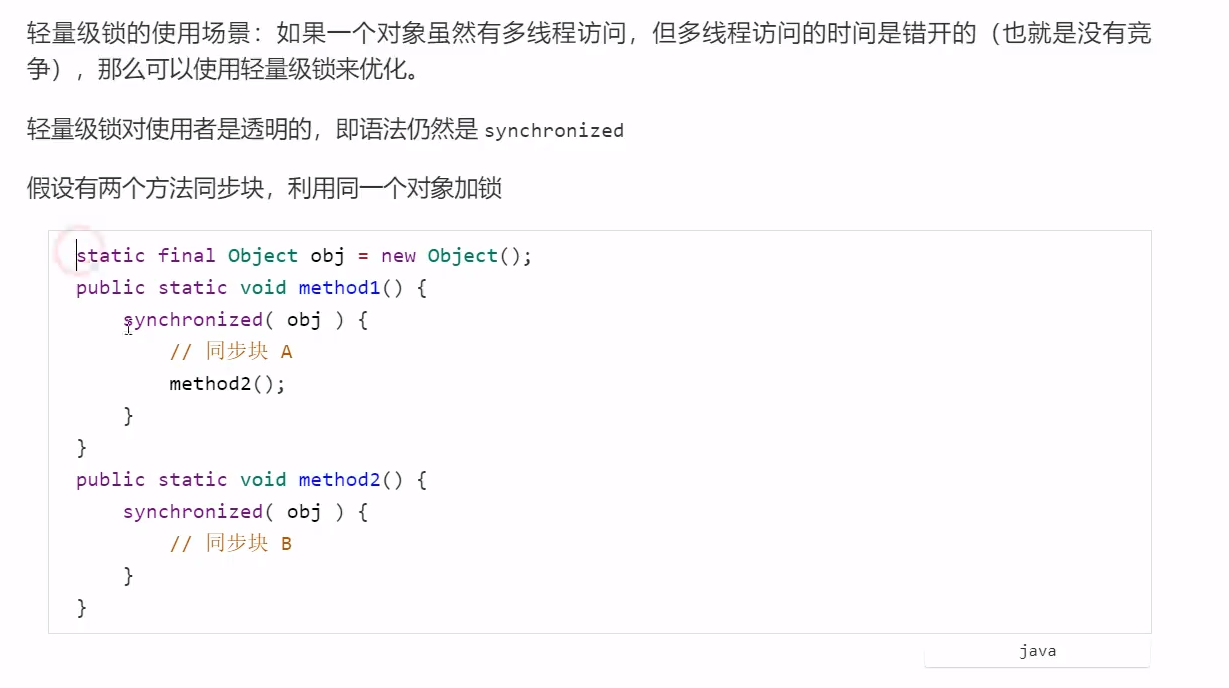 轻量级锁的使用场景：如果一个对象虽然有多线程访问，但多线程访问的时间是错开的（也就是没有竞
争），那么可以使用轻量级锁来优化。
轻量级锁对使用者是透明的，即语法仍然是 synchronized
假设有两个方法同步块，利用同一个对象加锁
static final Object obj = new Object();
public static void method1() {
    synchronized( obj ) {
        // 同步块 A
        method2();
    }
}
public static void method2() {
    synchronized( obj ) {
        // 同步块 B
    }
}
java